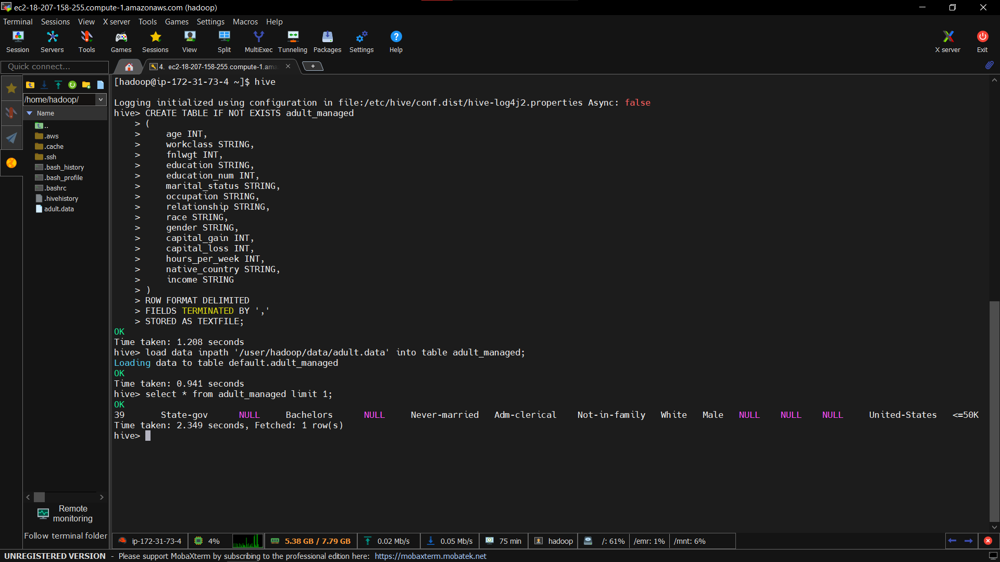 ec2-18-207-158-255.compute-1.amazonaws.com (hadoop)
Terminal Sessions View X server Tools Games Settings Macros Help
Session Servers Tools Games Sessions View Split MultiExec Tunneling Packages Settings Help X server Exit
Quick connect...
4. ec2-18-207-158-255.compute-1.ama
/home/hadoop/
Name
..
.aws
.cache
.ssh
.bash_history
.bash_profile
.bashrc
.hivehistory
adult.data
Remote
monitoring
Follow terminal folder
[hadoop@ip-172-31-73-4 ~]$ hive
Logging initialized using configuration in file:/etc/hive/conf.dist/hive-log4j2.properties Async: false
hive> CREATE TABLE IF NOT EXISTS adult_managed
    > (
    >     age INT,
    >     workclass STRING,
    >     fnlwgt INT,
    >     education STRING,
    >     education_num INT,
    >     marital_status STRING,
    >     occupation STRING,
    >     relationship STRING,
    >     race STRING,
    >     gender STRING,
    >     capital_gain INT,
    >     capital_loss INT,
    >     hours_per_week INT,
    >     native_country STRING,
    >     income STRING
    > )
    > ROW FORMAT DELIMITED
    > FIELDS TERMINATED BY ','
    > STORED AS TEXTFILE;
OK
Time taken: 1.208 seconds
hive> load data inpath '/user/hadoop/data/adult.data' into table adult_managed;
Loading data to table default.adult_managed
OK
Time taken: 0.941 seconds
hive> select * from adult_managed limit 1;
OK
39 State-gov NULL Bachelors NULL Never-married Adm-clerical Not-in-family White Male NULL NULL NULL United-States <=50K
Time taken: 2.349 seconds, Fetched: 1 row(s)
hive>
ip-172-31-73-4 4% 5.38 GB / 7.79 GB 0.02 Mb/s 0.05 Mb/s 75 min hadoop /: 61% /emr: 1% /mnt: 6%
UNREGISTERED VERSION - Please support MobaXterm by subscribing to the professional edition here: https://mobaxterm.mobatek.net